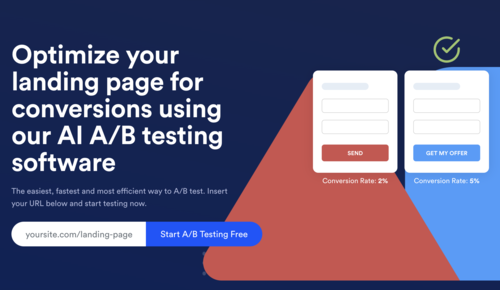 Optimize your
landing page for
conversions using
our AI A/B testing
software
The easiest, fastest and most efficient way to A/B test. Insert
your URL below and start testing now.
yoursite.com/landing-page
Start A/B Testing Free
SEND
GET MY OFFER
Conversion Rate: 2%
Conversion Rate: 5%